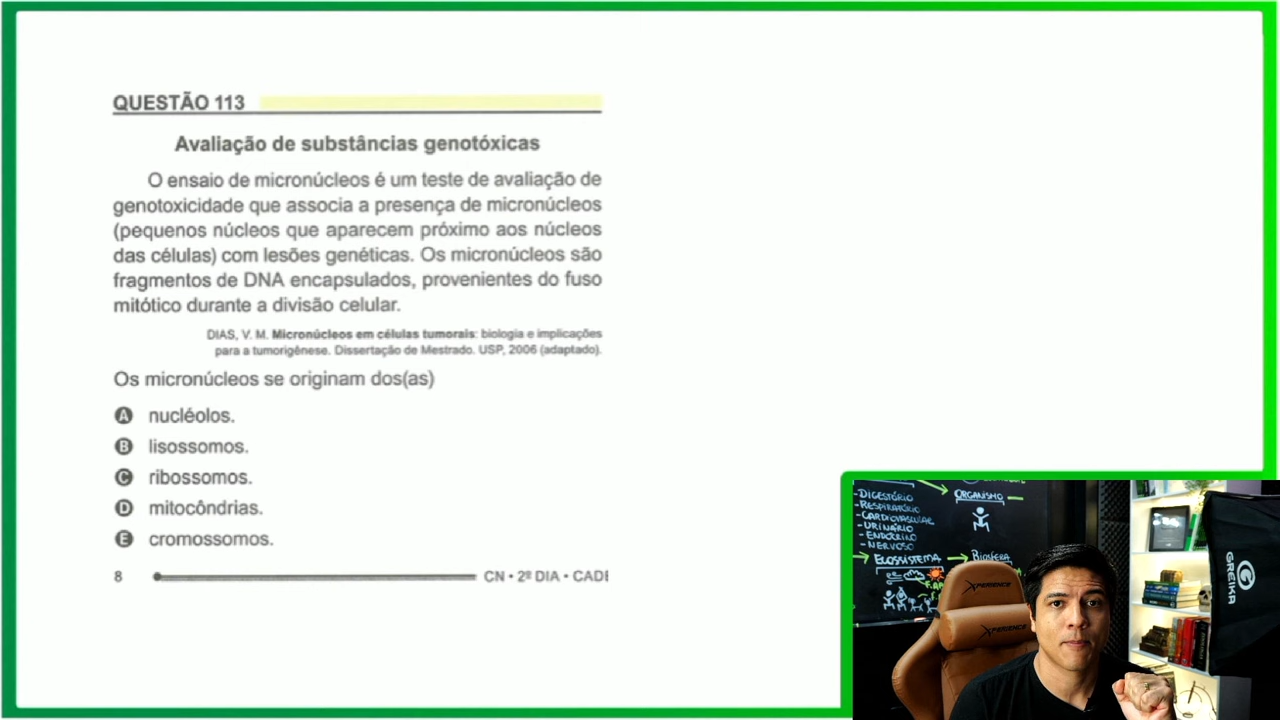 QUESTÃO 113
Avaliação de substâncias genotóxicas
O ensaio de micronúcleos é um teste de avaliação de
genotoxicidade que associa a presença de micronúcleos
(pequenos núcleos que aparecem próximo aos núcleos
das células) com lesões genéticas. Os micronúcleos são
fragmentos de DNA encapsulados, provenientes do fuso
mitótico durante a divisão celular.
DIAS, V. M. Micronúcleos em células tumorais: biologia e implicações
para a tumorigênese. Dissertação de Mestrado. USP, 2006 (adaptado).
Os micronúcleos se originam dos(as)
A nucléolos.
B lisossomos.
C ribossomos.
D mitocôndrias.
E cromossomos.
8 CN • 2º DIA • CADE
-DIGESTÓRIO
-RESPIRATÓRIO
-CARDIOVASCULAR
-URINÁRIO
-ENDÓCRINO
-NERVOSO
ORGANISMO
ECOSSISTEMA
BIOSFERA
XPERIENCE
XPERIENCE
GREIKA